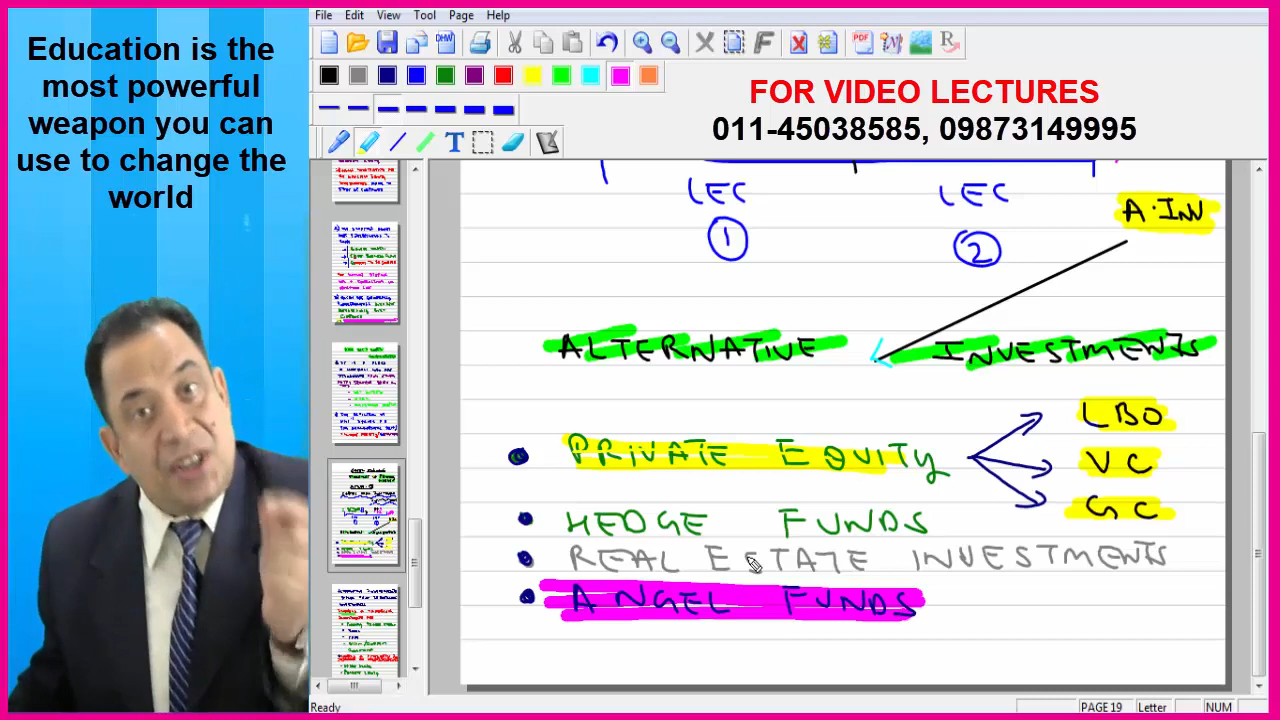 Education is the
most powerful
weapon you can
use to change the
world
File Edit View Tool Page Help
DHW
PDF
FOR VIDEO LECTURES
011-45038585, 09873149995
LEC
LEC
1
2
A.IN
ALTERNATIVE INVESTMENTS
• PRIVATE EQUITY
LBO
VC
GC
• HEDGE FUNDS
• REAL ESTATE INVESTMENTS
• ANGEL FUNDS
Ready
PAGE 19 Letter NUM